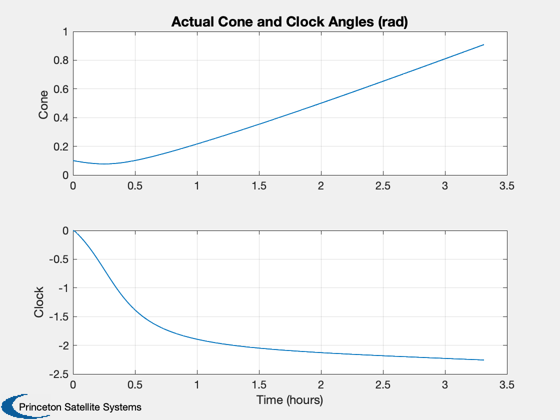 Actual Cone and Clock Angles (rad)
1
0.8
0.6
0.4
0.2
0
Cone
0 0.5 1 1.5 2 2.5 3 3.5
0
-0.5
-1
-1.5
-2
-2.5
Clock
0 0.5 1 1.5 2 2.5 3 3.5
Time (hours)
Princeton Satellite Systems